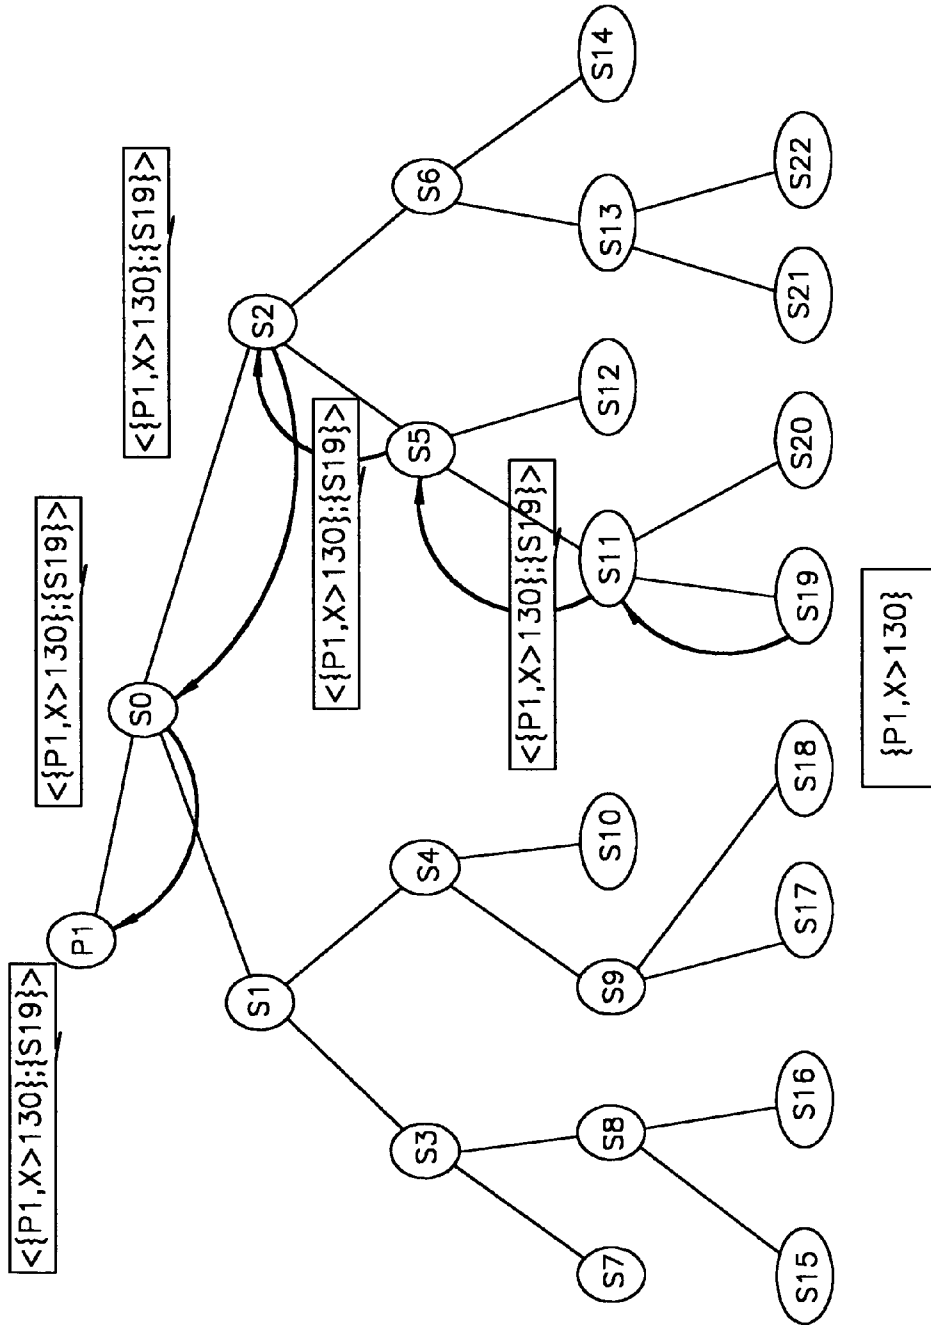 <{P1,X>130};{S19}>
P1
<{P1,X>130};{S19}>
S0
<{P1,X>130};{S19}>
S1
S2
<{P1,X>130};{S19}>
S3
S4
S5
S6
<{P1,X>130};{S19}>
S7
S8
S9
S10
S11
S12
S13
S14
S15
S16
S17
S18
S19
S20
S21
S22
{P1,X>130}